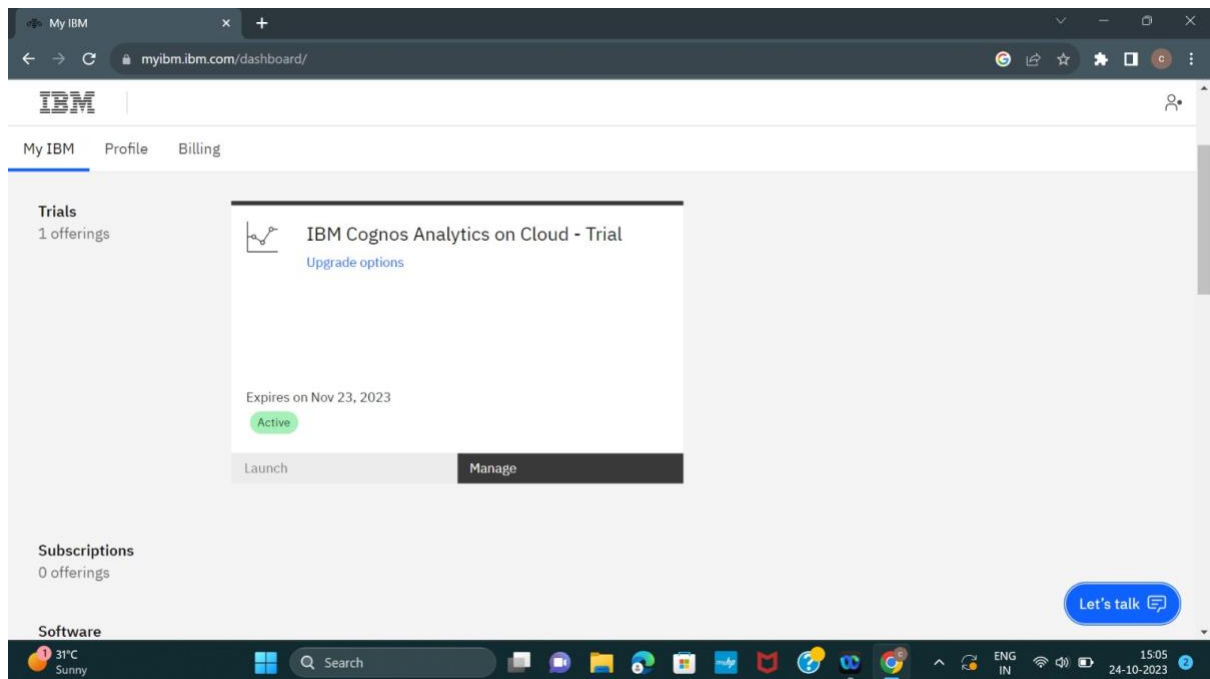 My IBM
myibm.ibm.com/dashboard/
C
IBM
My IBM Profile Billing
Trials
1 offerings
IBM Cognos Analytics on Cloud - Trial
Upgrade options
Expires on Nov 23, 2023
Active
Launch Manage
Subscriptions
0 offerings
Let's talk
Software
1 31°C
Sunny
Search
C
ENG
IN
15:05
24-10-2023
2